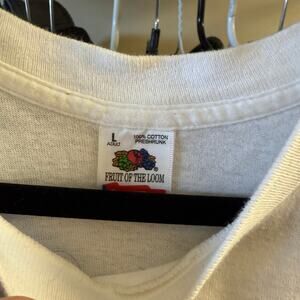 L
ADULT
100% COTTON
PRESHRUNK
FRUIT OF THE LOOM